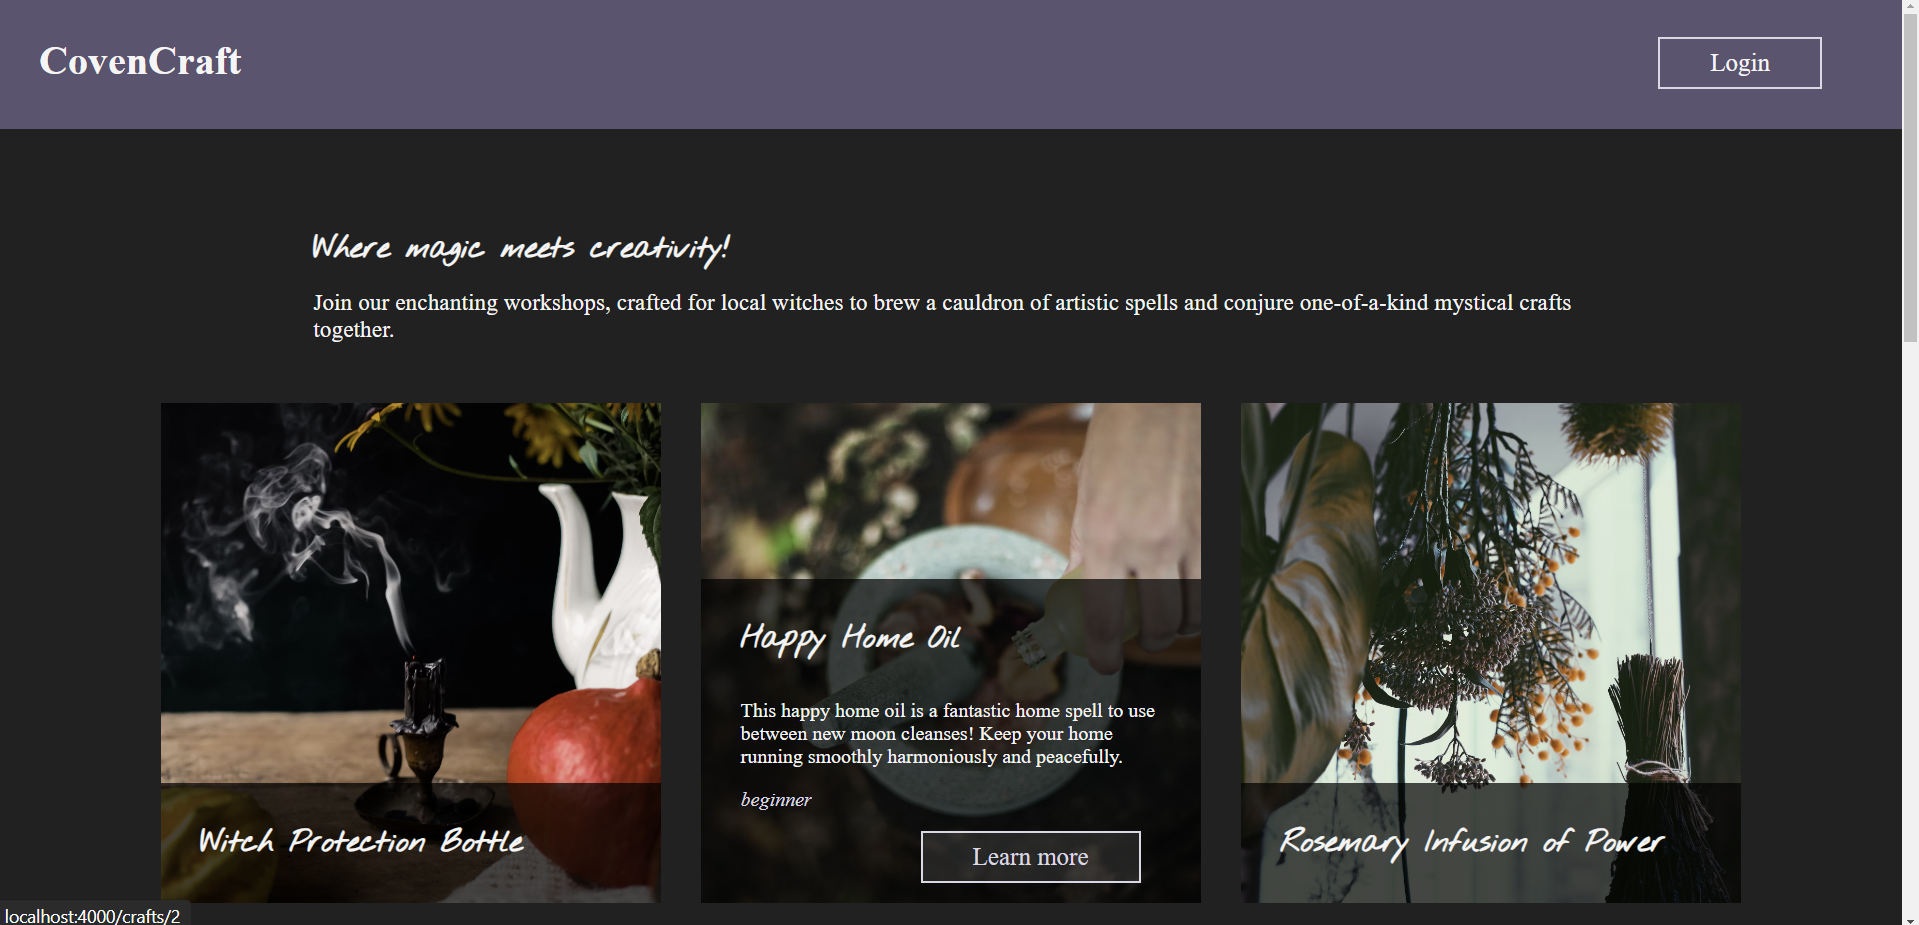 CovenCraft
Login
Where magic meets creativity!
Join our enchanting workshops, crafted for local witches to brew a cauldron of artistic spells and conjure one-of-a-kind mystical crafts
together.
Witch Protection Bottle
Happy Home Oil
This happy home oil is a fantastic home spell to use
between new moon cleanses! Keep your home
running smoothly harmoniously and peacefully.
beginner
Learn more
Rosemary Infusion of Power
localhost:4000/crafts/2